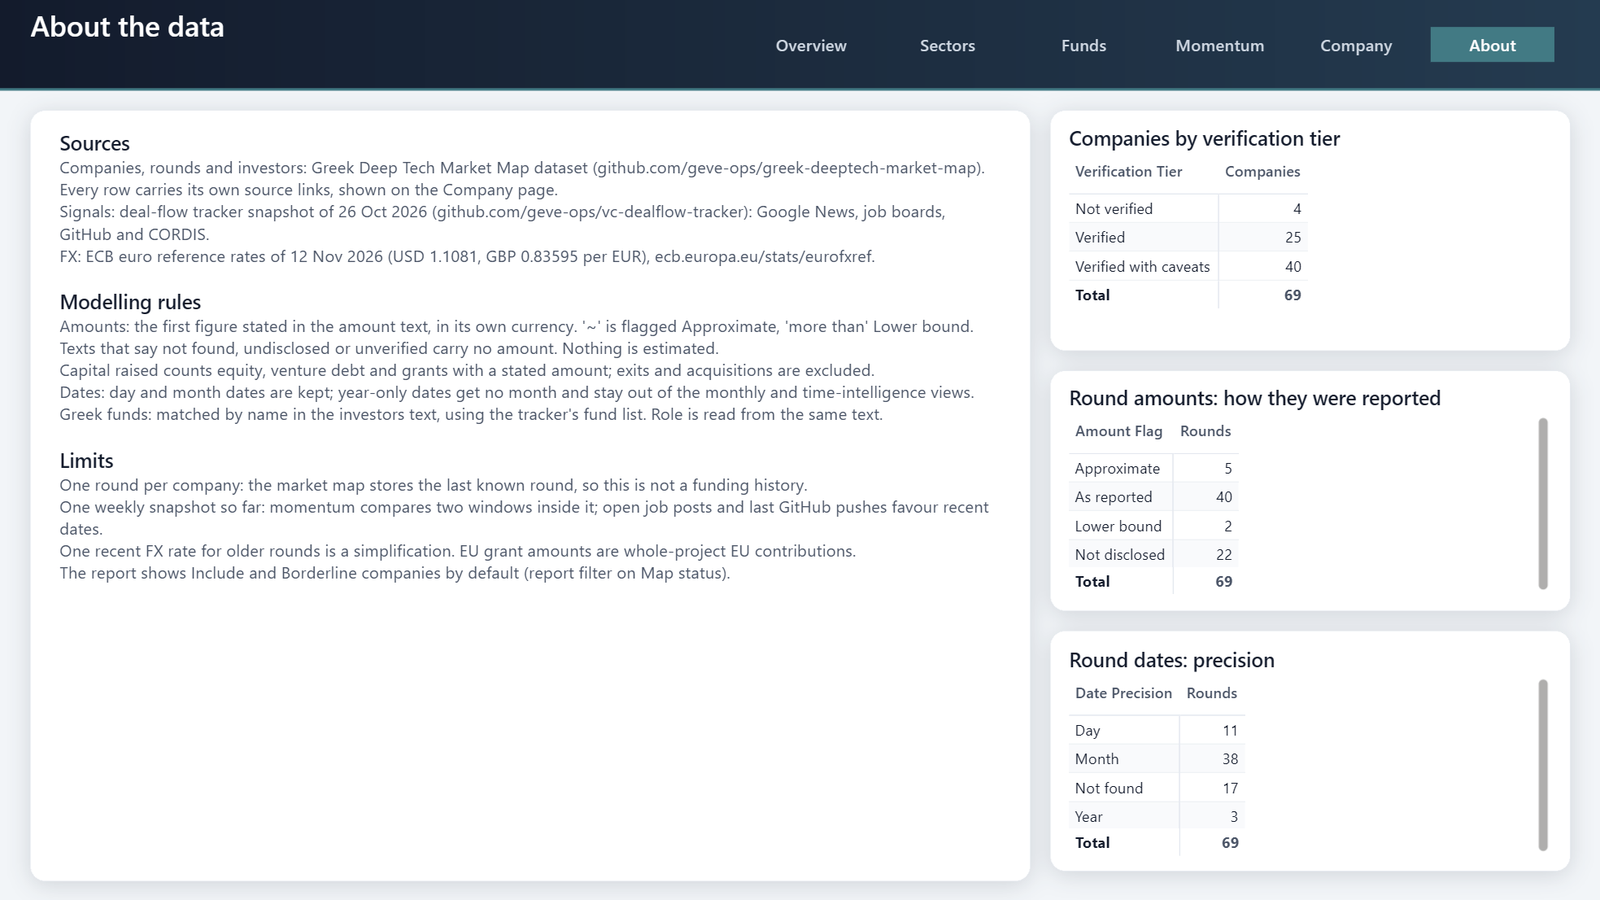 About the data
Overview
Sectors
Funds
Momentum
Company
About
Sources
Companies, rounds and investors: Greek Deep Tech Market Map dataset (github.com/geve-ops/greek-deeptech-market-map).
Every row carries its own source links, shown on the Company page.
Signals: deal-flow tracker snapshot of 26 Oct 2026 (github.com/geve-ops/vc-dealflow-tracker): Google News, job boards,
GitHub and CORDIS.
FX: ECB euro reference rates of 12 Nov 2026 (USD 1.1081, GBP 0.83595 per EUR), ecb.europa.eu/stats/eurofxref.
Modelling rules
Amounts: the first figure stated in the amount text, in its own currency. '~' is flagged Approximate, 'more than' Lower bound.
Texts that say not found, undisclosed or unverified carry no amount. Nothing is estimated.
Capital raised counts equity, venture debt and grants with a stated amount; exits and acquisitions are excluded.
Dates: day and month dates are kept; year-only dates get no month and stay out of the monthly and time-intelligence views.
Greek funds: matched by name in the investors text, using the tracker's fund list. Role is read from the same text.
Limits
One round per company: the market map stores the last known round, so this is not a funding history.
One weekly snapshot so far: momentum compares two windows inside it; open job posts and last GitHub pushes favour recent
dates.
One recent FX rate for older rounds is a simplification. EU grant amounts are whole-project EU contributions.
The report shows Include and Borderline companies by default (report filter on Map status).
Companies by verification tier
Verification Tier Companies
Not verified 4
Verified 25
Verified with caveats 40
Total 69
Round amounts: how they were reported
Amount Flag Rounds
Approximate 5
As reported 40
Lower bound 2
Not disclosed 22
Total 69
Round dates: precision
Date Precision Rounds
Day 11
Month 38
Not found 17
Year 3
Total 69